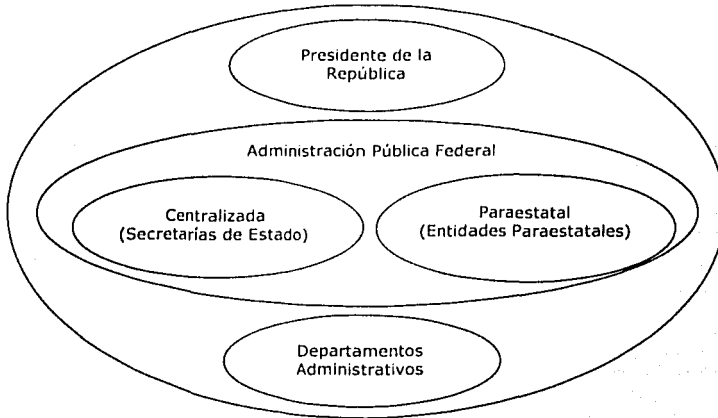 Presidente de la
República
Administración Pública Federal
Centralizada
(Secretarías de Estado)
Paraestatal
(Entidades Paraestatales)
Departamentos
Administrativos